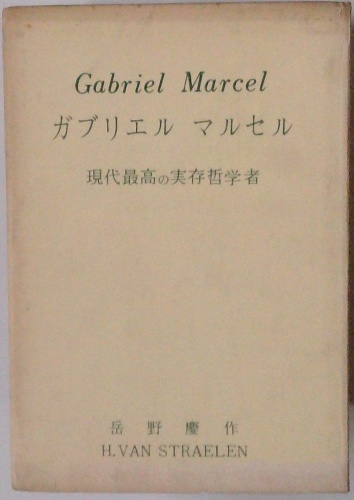 Gabriel Marcel
ガブリエル マルセル
現代最高の実存哲学者
岳野慶作
H.VAN STRAELEN